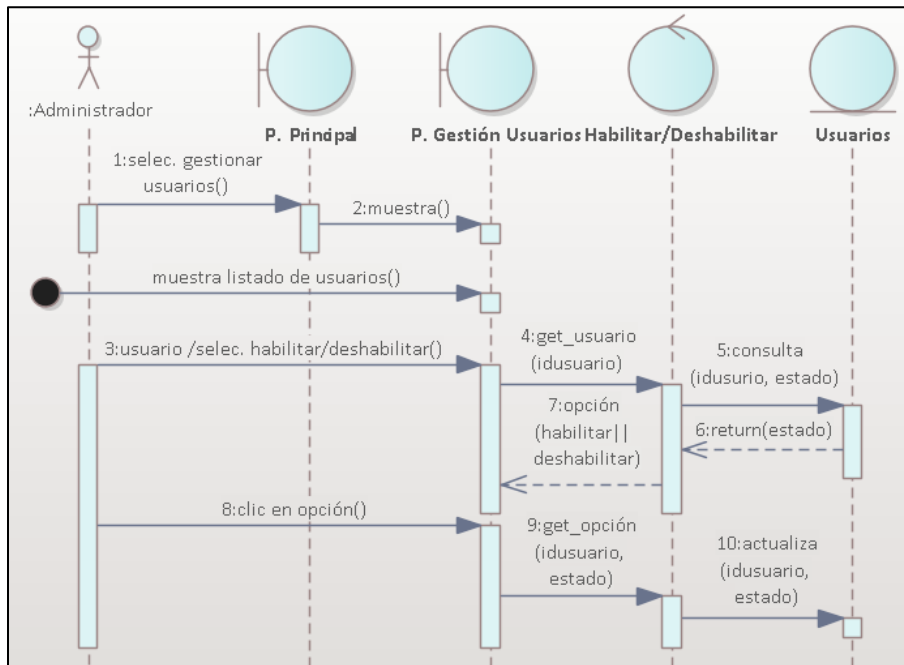 :Administrador
P. Principal
P. Gestión Usuarios
Habilitar/Deshabilitar
Usuarios
1:selec. gestionar
usuarios()
2:muestra()
muestra listado de usuarios()
3:usuario /selec. habilitar/deshabilitar()
4:get_usuario
(idusuario)
5:consulta
(idusurio, estado)
6:return(estado)
7:opción
(habilitar||
deshabilitar)
8:clic en opción()
9:get_opción
(idusuario,
estado)
10:actualiza
(idusuario,
estado)